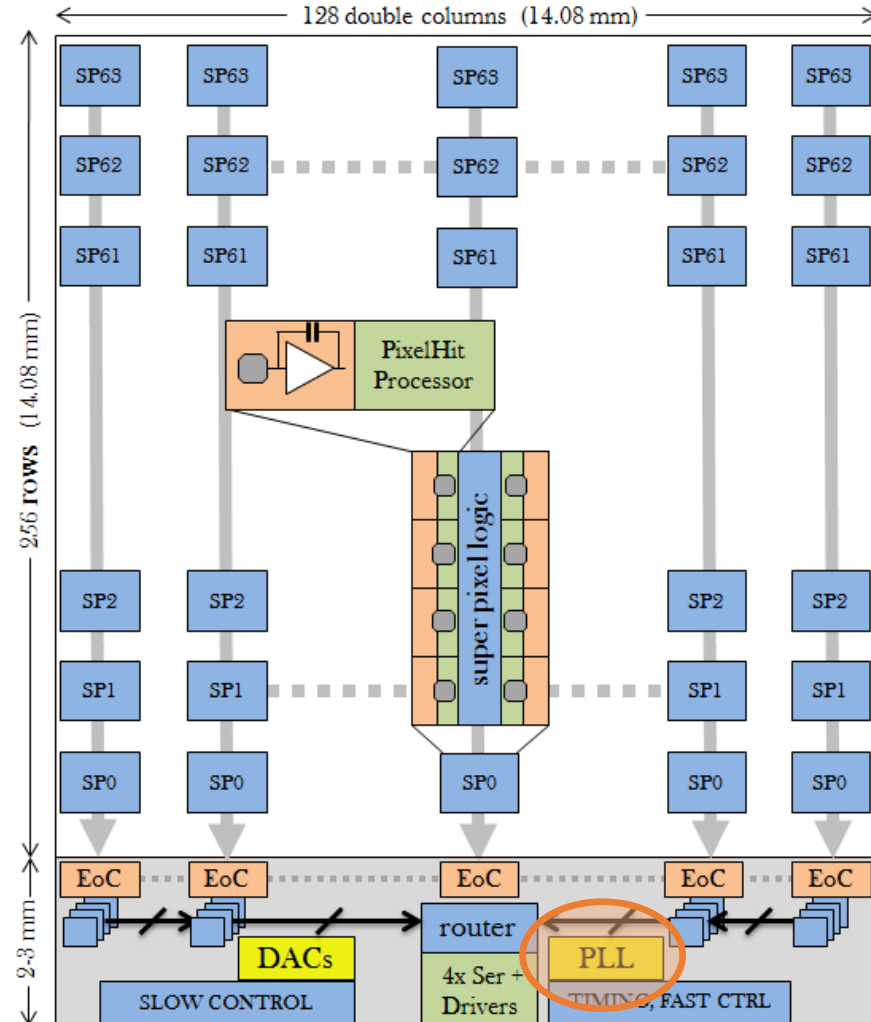 128 double columns (14.08 mm)
SP63 SP63 SP63 SP63 SP63
SP62 SP62 SP62 SP62 SP62
SP61 SP61 SP61 SP61 SP61
256 rows (14.08 mm)
PixelHit
Processor
super pixel logic
SP2 SP2 SP2 SP2
SP1 SP1 SP1 SP1
SP0 SP0 SP0 SP0 SP0
2-3 mm
EoC EoC EoC EoC EoC
router
DACs
PLL
4x Ser +
Drivers
SLOW CONTROL
TIMING, FAST CTRL